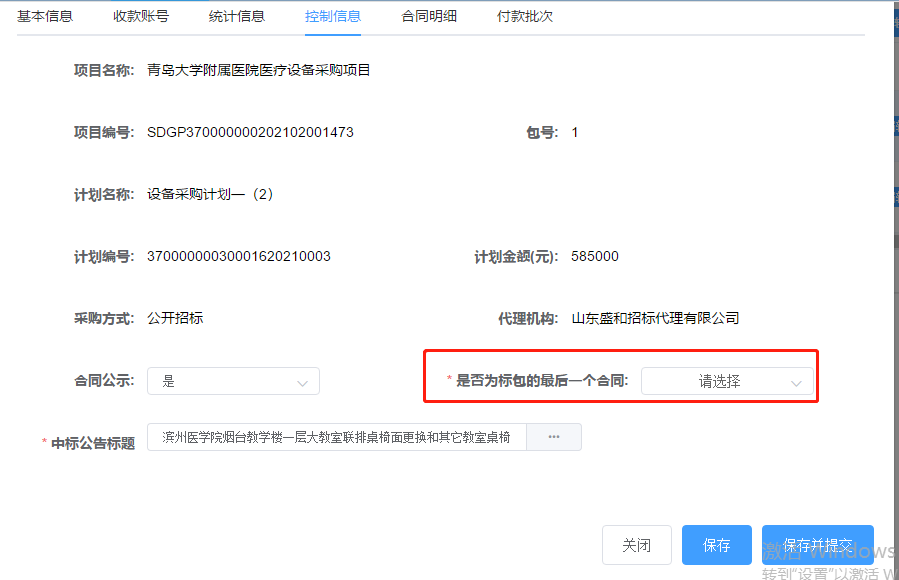 基本信息 收款账号 统计信息 控制信息 合同明细 付款批次
项目名称: 青岛大学附属医院医疗设备采购项目
项目编号: SDGP370000000202102001473 包号: 1
计划名称: 设备采购计划一（2）
计划编号: 37000000030001620210003 计划金额(元): 585000
采购方式: 公开招标 代理机构: 山东盛和招标代理有限公司
合同公示: 是 * 是否为标包的最后一个合同: 请选择
* 中标公告标题 滨州医学院烟台教学楼一层大教室联排桌椅面更换和其它教室桌椅 ···
关闭 保存 保存并提交
激活 Windows
转到"设置"以激活 W